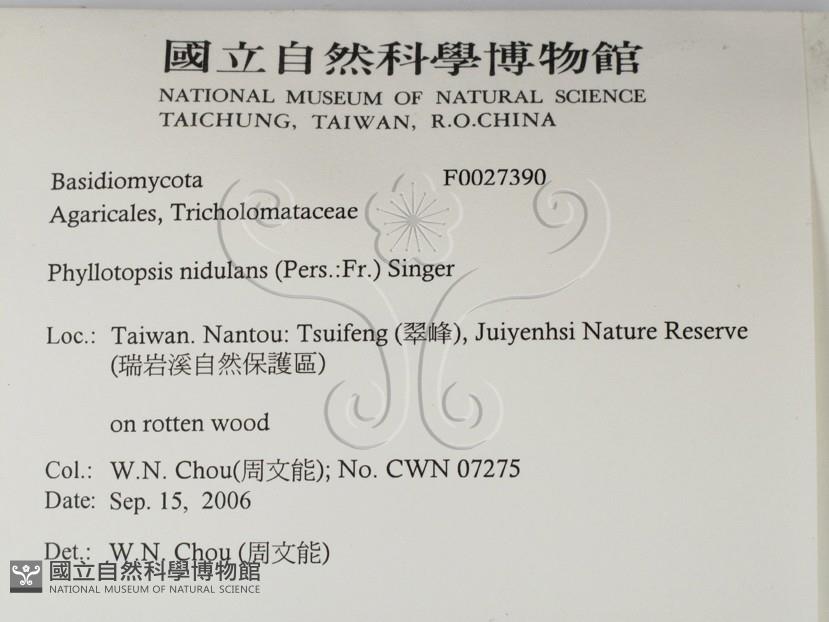 國立自然科學博物館
NATIONAL MUSEUM OF NATURAL SCIENCE
TAICHUNG, TAIWAN, R.O.CHINA
Basidiomycota F0027390
Agaricales, Tricholomataceae
Phyllotopsis nidulans (Pers.:Fr.) Singer
Loc.: Taiwan. Nantou: Tsuifeng (翠峰), Juiyenhsi Nature Reserve
(瑞岩溪自然保護區)
on rotten wood
Col.: W.N. Chou(周文能); No. CWN 07275
Date: Sep. 15, 2006
Det.: W.N. Chou (周文能)
國立自然科學博物館
NATIONAL MUSEUM OF NATURAL SCIENCE